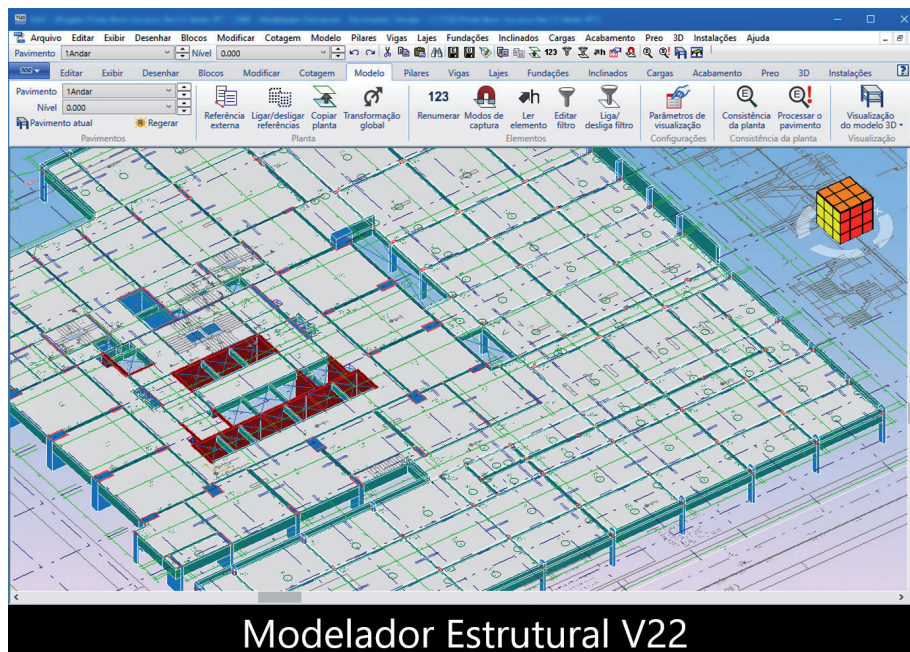 TQS
Arquivo Editar Exibir Desenhar Blocos Modificar Cotagem Modelo Pilares Vigas Lajes Fundações Inclinados Cargas Acabamento Preo 3D Instalações Ajuda
Pavimento 1Andar Nível 0.000 123
Editar Exibir Desenhar Blocos Modificar Cotagem Modelo Pilares Vigas Lajes Fundações Inclinados Cargas Acabamento Preo 3D Instalações
Pavimento 1Andar
Nível 0.000
Pavimento atual Regerar
Pavimentos
Referência externa
Ligar/desligar referências
Copiar planta
Transformação global
Planta
123
Renumerar
Modos de captura
Ler elemento
Editar filtro
Liga/ desliga filtro
Elementos
Parâmetros de visualização
Configurações
Consistência da planta
Processar o pavimento
Consistência da planta
Visualização do modelo 3D
Visualização
Modelador Estrutural V22